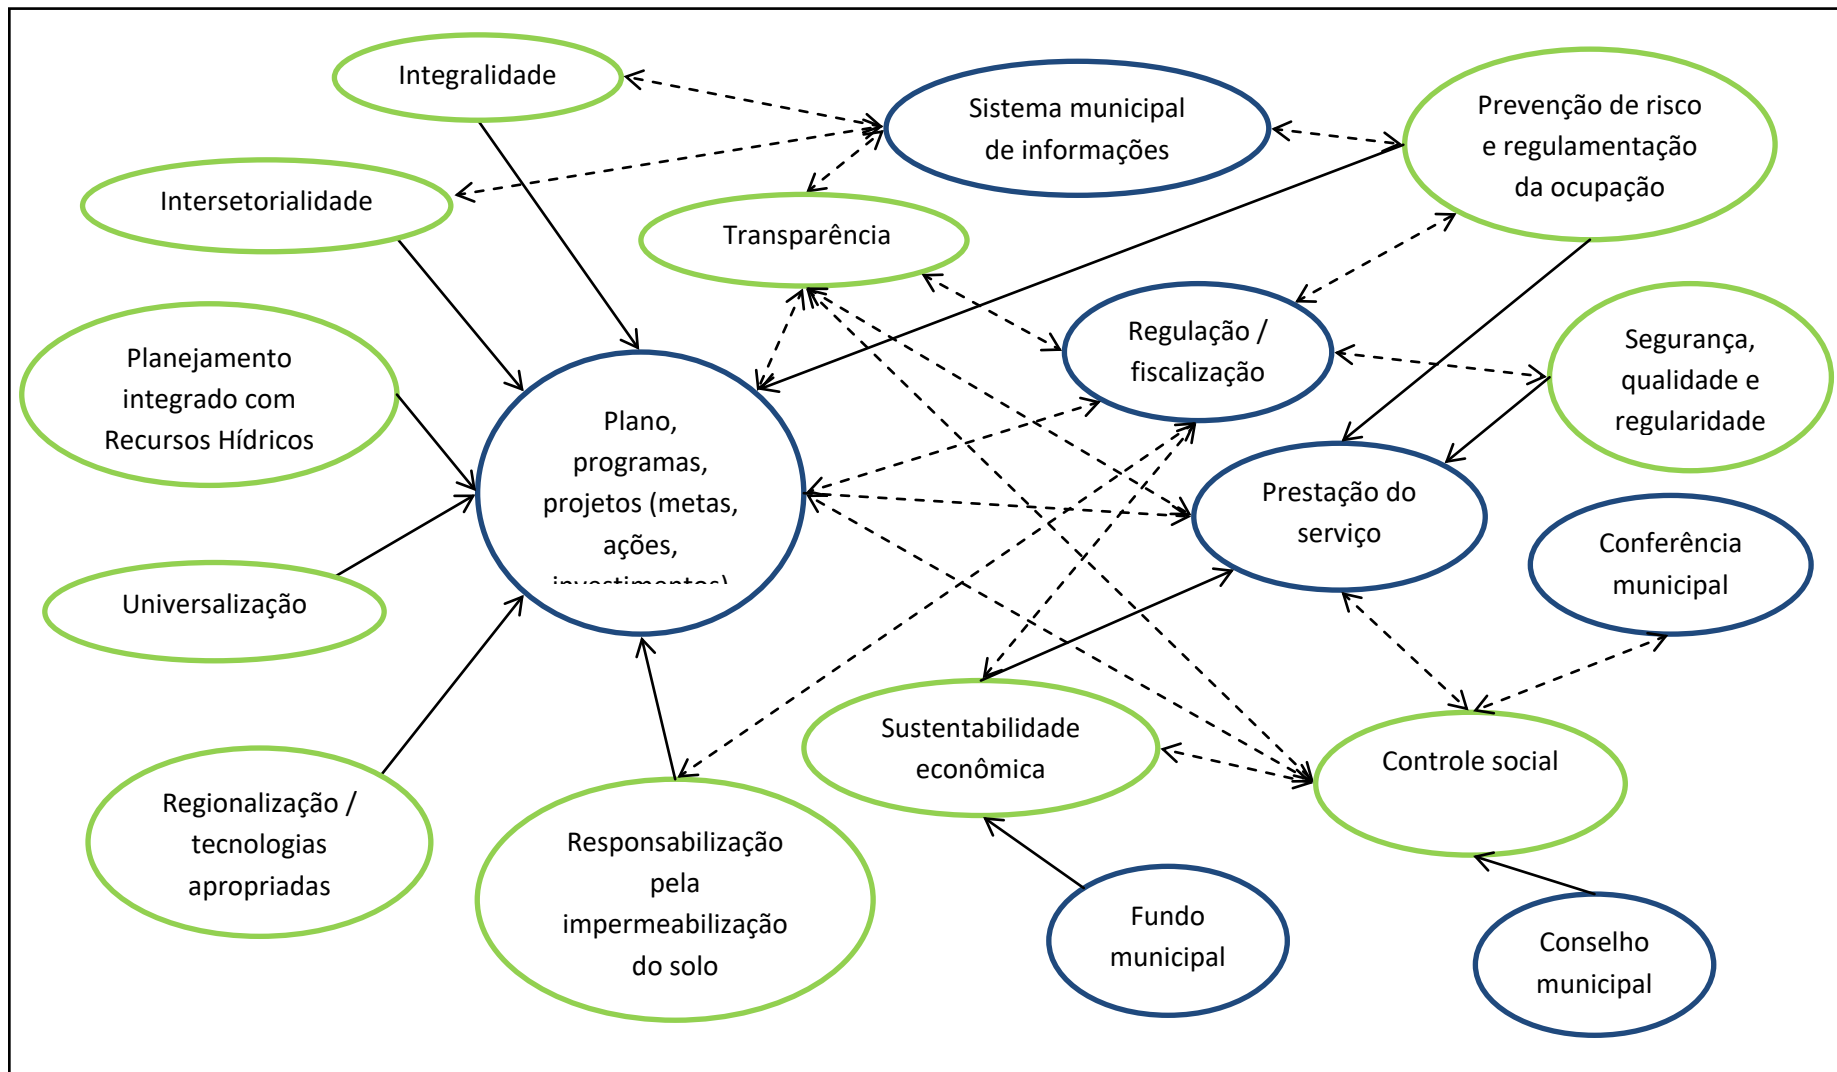 Integralidade
Sistema municipal
de informações
Prevenção de risco
e regulamentação
da ocupação
Intersetorialidade
Transparência
Planejamento
integrado com
Recursos Hídricos
Regulação /
fiscalização
Segurança,
qualidade e
regularidade
Plano,
programas,
projetos (metas,
ações,
investimentos)
Prestação do
serviço
Conferência
municipal
Universalização
Sustentabilidade
econômica
Controle social
Regionalização /
tecnologias
apropriadas
Responsabilização
pela
impermeabilização
do solo
Fundo
municipal
Conselho
municipal